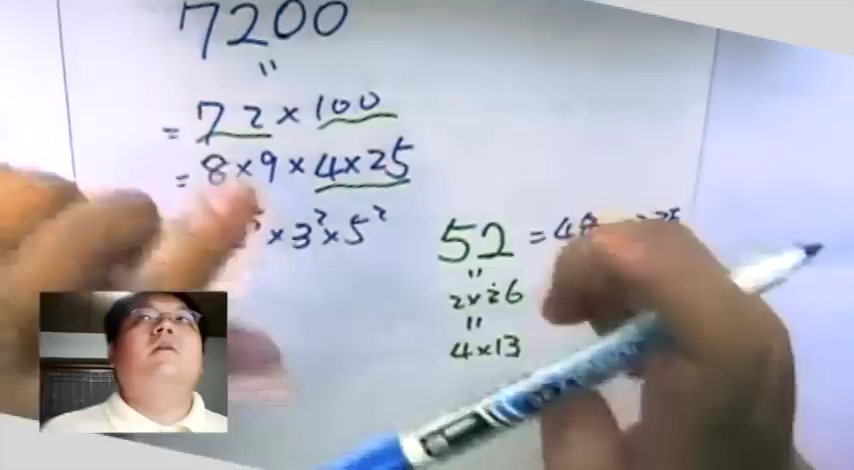 7200
"
= 72 × 100
= 8 × 9 × 4 × 25
× 3² × 5²
52 =
"
2 × 26
"
4 × 13